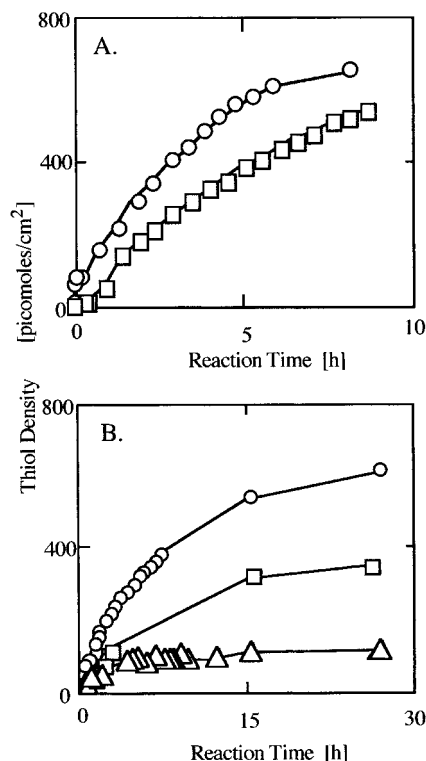 800
A.
400
0
0
5
10
Reaction Time [h]
[picomoles/cm²]
Thiol Density
800
B.
400
0
0
15
30
Reaction Time [h]